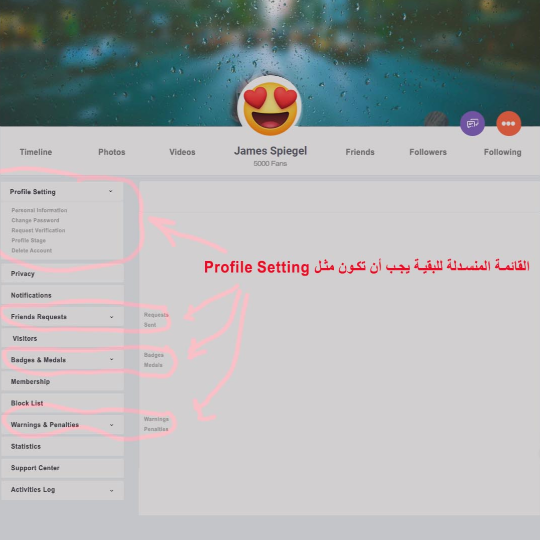 Timeline
Photos
Videos
James Spiegel
5000 Fans
Friends
Followers
Following
Profile Setting
Personal Information
Change Password
Request Verification
Profile Stage
Delete Account
القائمة المنسدلة للبقية يجب أن تكون مثل Profile Setting
Privacy
Notifications
Friends Requests
Requests
Sent
Visitors
Badges & Medals
Badges
Medals
Membership
Block List
Warnings & Penalties
Warnings
Penalties
Statistics
Support Center
Activities Log